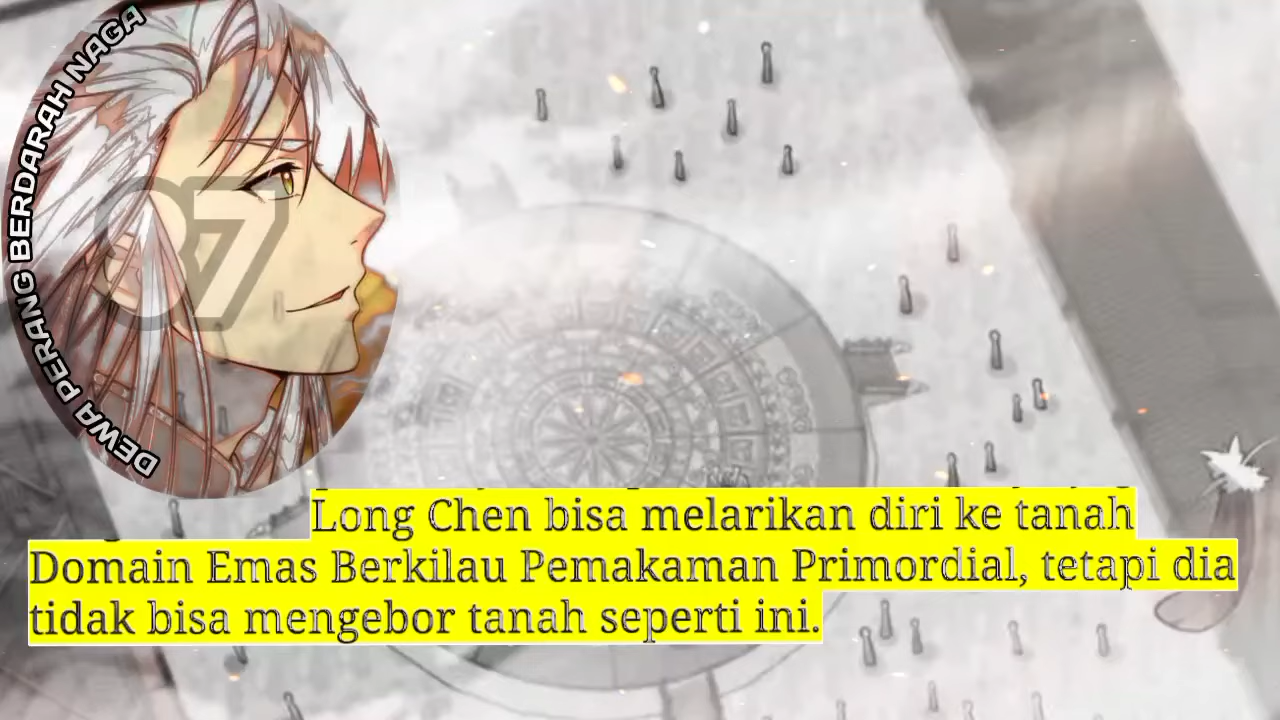 DEWA PERANG BERDARAH NAGA
97
Long Chen bisa melarikan diri ke tanah
Domain Emas Berkilau Pemakaman Primordial, tetapi dia
tidak bisa mengebor tanah seperti ini.